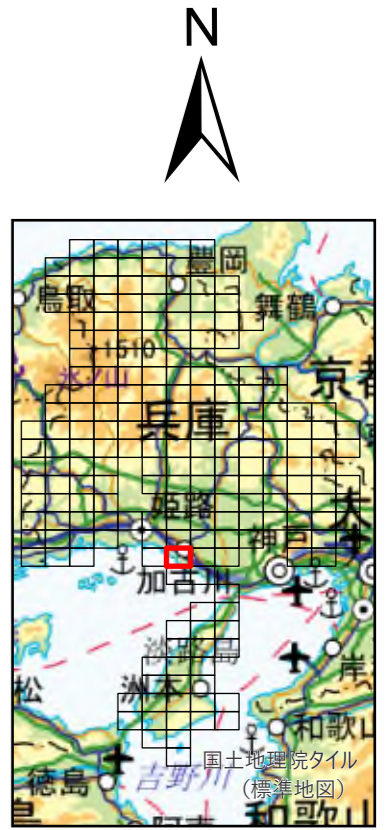 N
豊岡
鳥取
舞鶴
1510
氷ノ山
京都
兵庫
姫路
大
神戸
加古川
淡路島
岸
松
洲本
和歌山
国土地理院タイル
吉野川
(標準地図)
徳島
島
和歌山